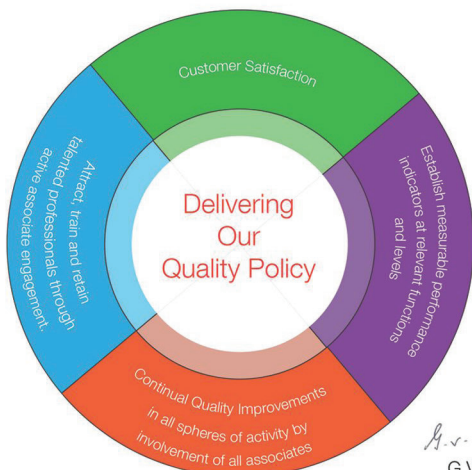 Customer Satisfaction
Establish measurable performance
indicators at relevant functions
and levels
Continual Quality Improvements
in all spheres of activity by
involvement of all associates
Attract, train and retain
talented professionals through
active associate engagement.
Delivering
Our
Quality Policy